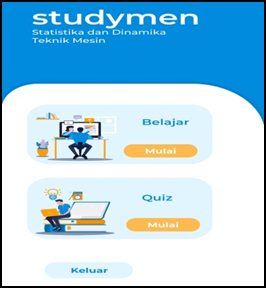 studymen
Statistika dan Dinamika
Teknik Mesin
Belajar
Mulai
Quiz
Mulai
Keluar